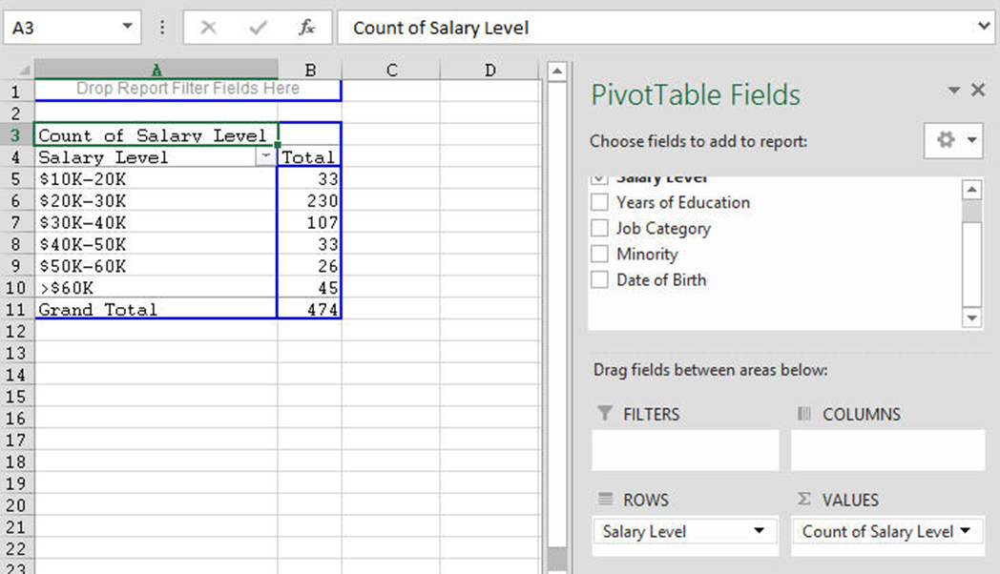 A3 fx Count of Salary Level
A B C D
1 Drop Report Filter Fields Here
2
3 Count of Salary Level
4 Salary Level Total
5 $10K-20K 33
6 $20K-30K 230
7 $30K-40K 107
8 $40K-50K 33
9 $50K-60K 26
10 >$60K 45
11 Grand Total 474
12
13
14
15
16
17
18
19
20
21
22
23
PivotTable Fields
Choose fields to add to report:
Salary Level
Years of Education
Job Category
Minority
Date of Birth
Drag fields between areas below:
FILTERS COLUMNS
ROWS Σ VALUES
Salary Level Count of Salary Level